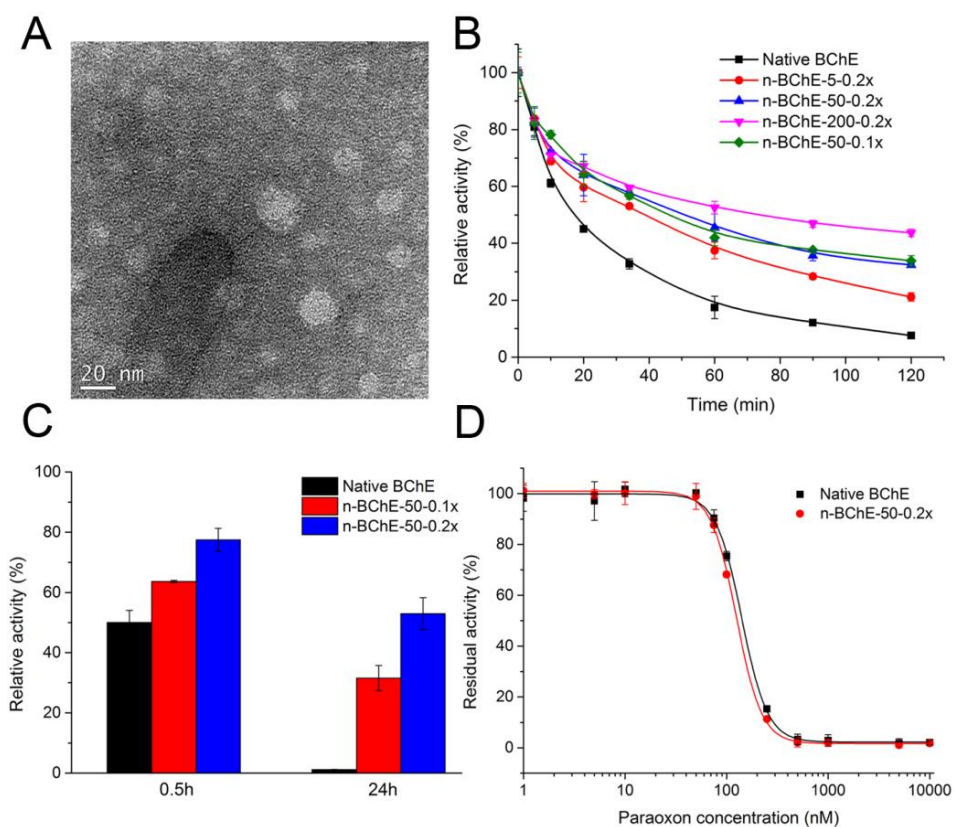 A
20 nm
B
Relative activity (%)
100
80
60
40
20
0
Native BChE
n-BChE-5-0.2x
n-BChE-50-0.2x
n-BChE-200-0.2x
n-BChE-50-0.1x
0 20 40 60 80 100 120
Time (min)
C
Relative activity (%)
100
80
60
40
20
0
Native BChE
n-BChE-50-0.1x
n-BChE-50-0.2x
0.5h 24h
D
Residual activity (%)
100
80
60
40
20
0
Native BChE
n-BChE-50-0.2x
1 10 100 1000 10000
Paraoxon concentration (nM)